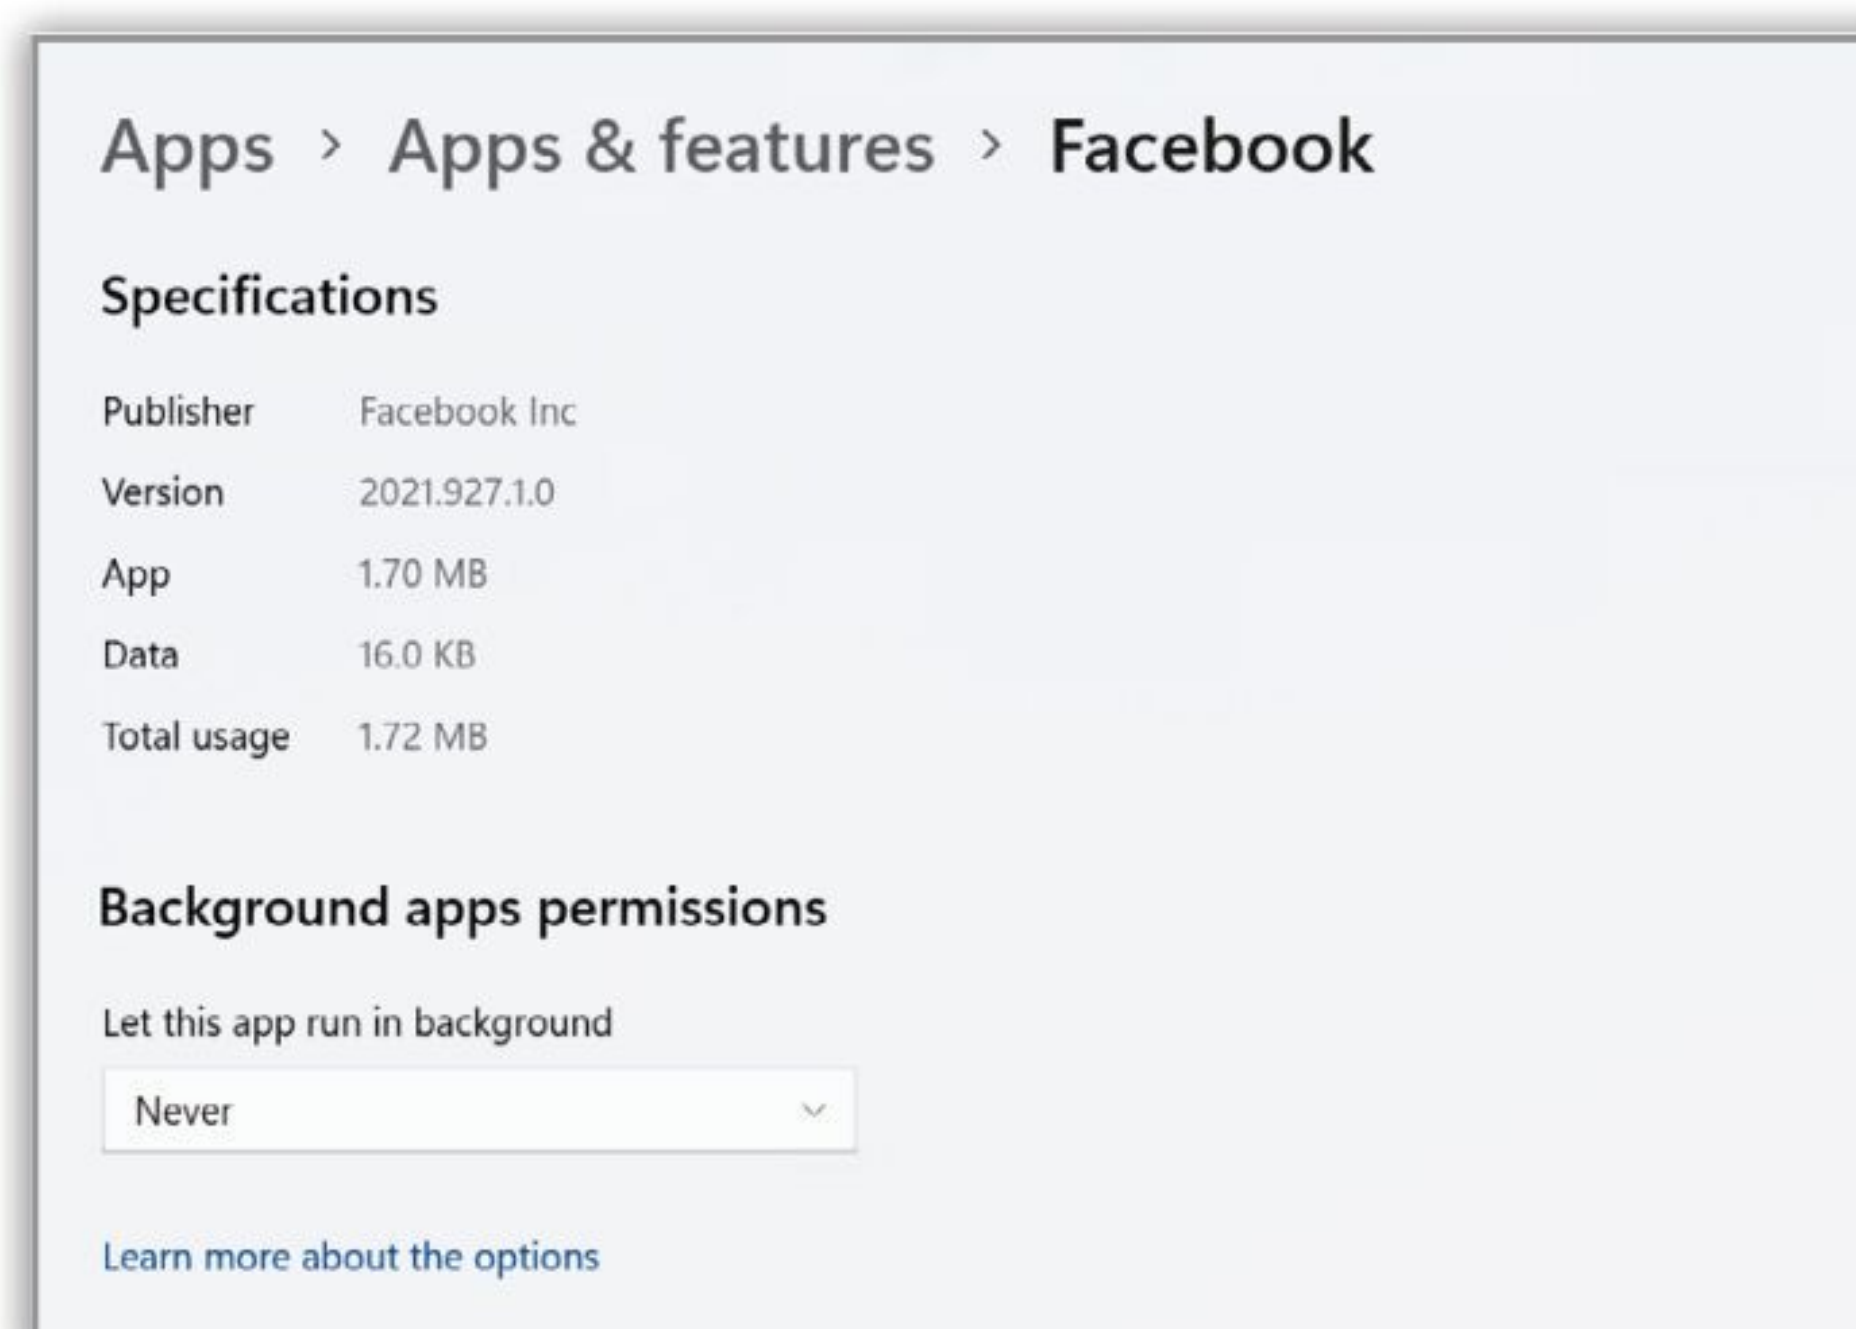 Apps > Apps & features > Facebook
Specifications
Publisher Facebook Inc
Version 2021.927.1.0
App 1.70 MB
Data 16.0 KB
Total usage 1.72 MB
Background apps permissions
Let this app run in background
Never
Learn more about the options